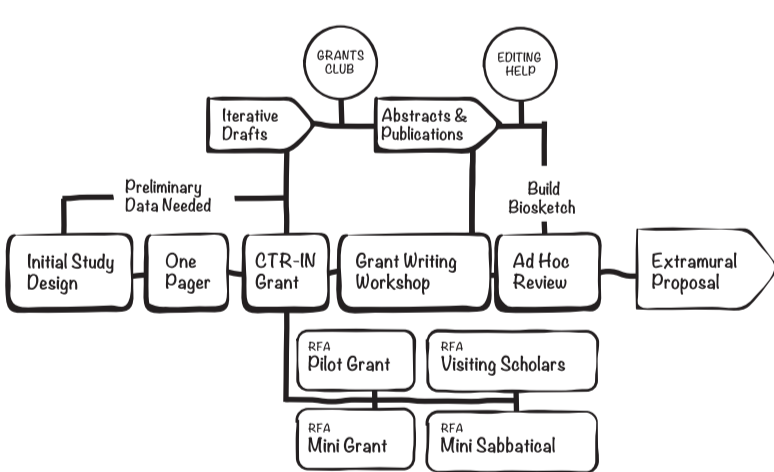 GRANTS
CLUB
EDITING
HELP
Iterative
Drafts
Abstracts &
Publications
Preliminary
Data Needed
Build
Biosketch
Initial Study
Design
One
Pager
CTR-IN
Grant
Grant Writing
Workshop
Ad Hoc
Review
Extramural
Proposal
RFA
Pilot Grant
RFA
Visiting Scholars
RFA
Mini Grant
RFA
Mini Sabbatical